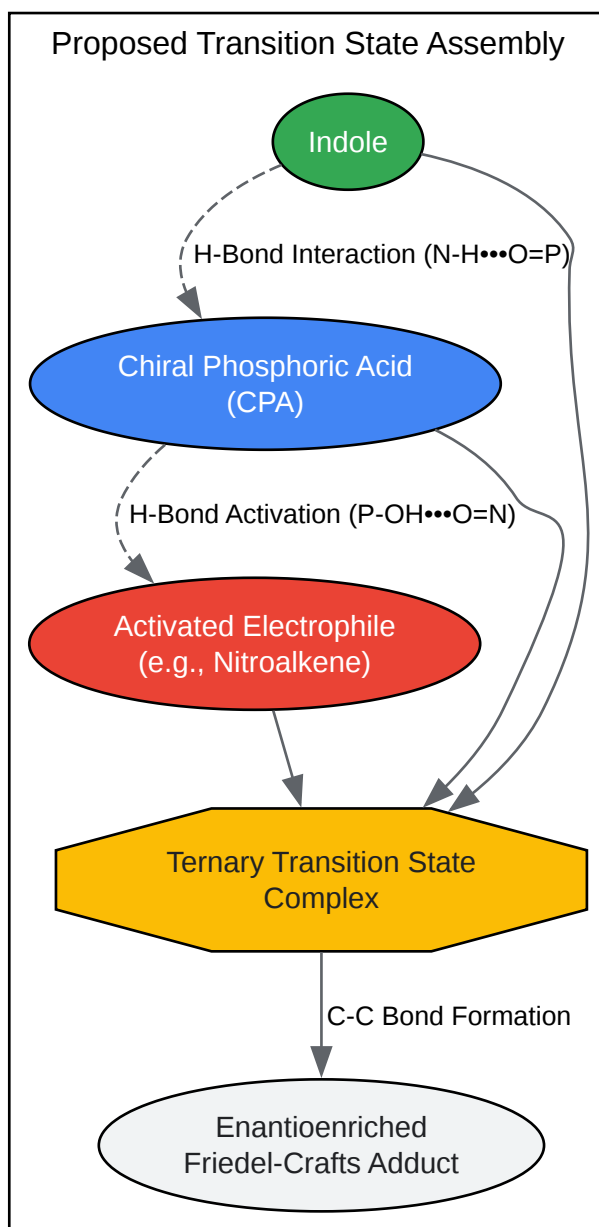 Proposed Transition State Assembly
Indole
H-Bond Interaction (N-H•••O=P)
Chiral Phosphoric Acid
(CPA)
H-Bond Activation (P-OH•••O=N)
Activated Electrophile
(e.g., Nitroalkene)
Ternary Transition State
Complex
C-C Bond Formation
Enantioenriched
Friedel-Crafts Adduct